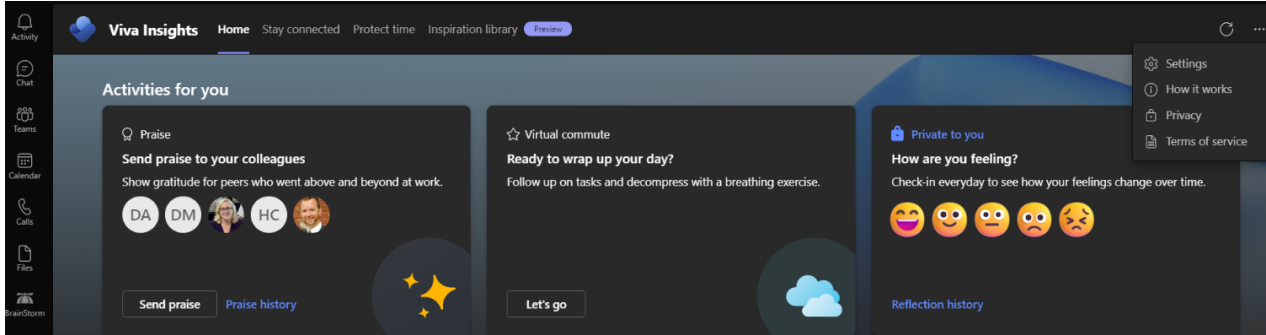 Activity
Chat
Teams
Calendar
Calls
Files
BrainStorm
Viva Insights
Home
Stay connected
Protect time
Inspiration library
Preview
Settings
How it works
Privacy
Terms of service
Activities for you
Praise
Send praise to your colleagues
Show gratitude for peers who went above and beyond at work.
DA
DM
HC
Send praise
Praise history
Virtual commute
Ready to wrap up your day?
Follow up on tasks and decompress with a breathing exercise.
Let's go
Private to you
How are you feeling?
Check-in everyday to see how your feelings change over time.
Reflection history